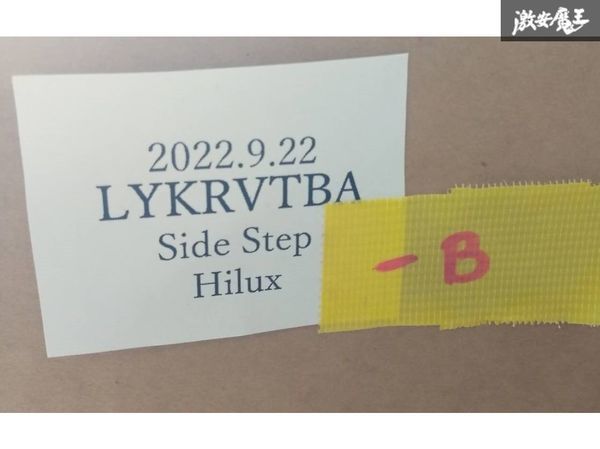 激安魔王
2022.9.22
LYKRVTBA
Side Step
Hilux
- B